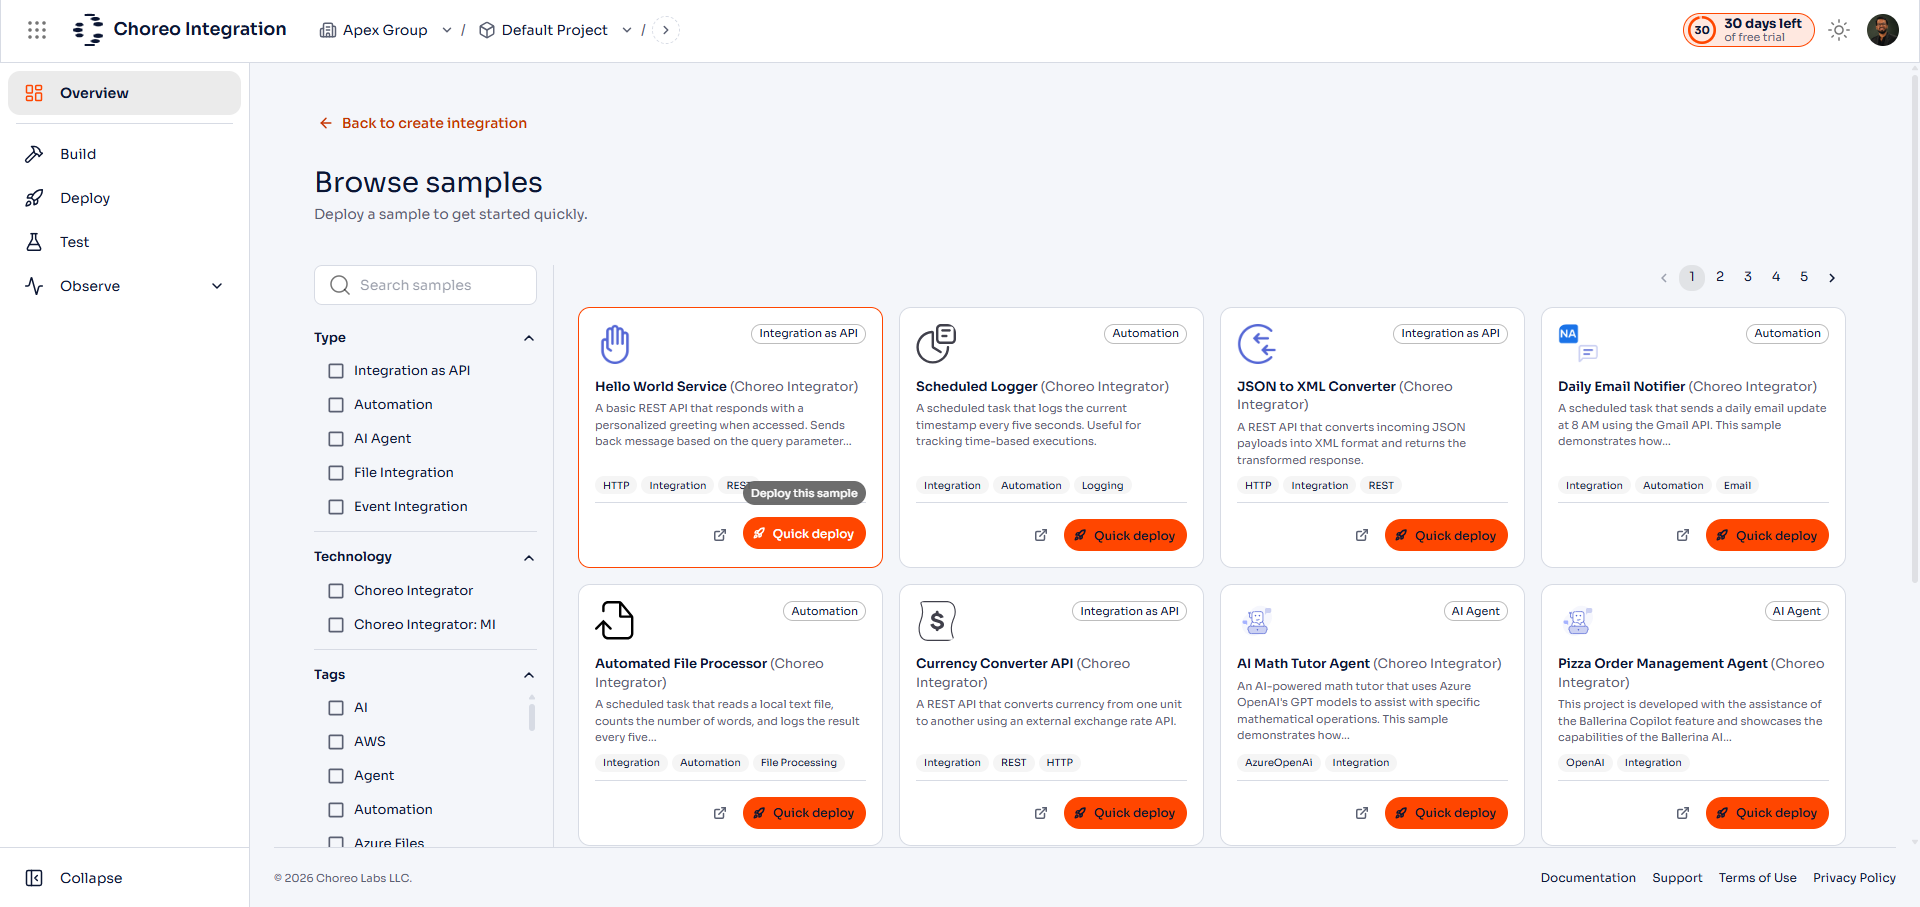 Choreo Integration
Apex Group
/
Default Project
/
30
30 days left
of free trial
Overview
Build
Deploy
Test
Observe
Collapse
Back to create integration
Browse samples
Deploy a sample to get started quickly.
Search samples
Type
Integration as API
Automation
AI Agent
File Integration
Event Integration
Technology
Choreo Integrator
Choreo Integrator: MI
Tags
AI
AWS
Agent
Automation
Azure Files
1 2 3 4 5
Integration as API
Hello World Service (Choreo Integrator)
A basic REST API that responds with a
personalized greeting when accessed. Sends
back message based on the query parameter...
HTTP Integration REST
Deploy this sample
Quick deploy
Automation
Scheduled Logger (Choreo Integrator)
A scheduled task that logs the current
timestamp every five seconds. Useful for
tracking time-based executions.
Integration Automation Logging
Quick deploy
Integration as API
JSON to XML Converter (Choreo
Integrator)
A REST API that converts incoming JSON
payloads into XML format and returns the
transformed response.
HTTP Integration REST
Quick deploy
NA
Automation
Daily Email Notifier (Choreo Integrator)
A scheduled task that sends a daily email update
at 8 AM using the Gmail API. This sample
demonstrates how...
Integration Automation Email
Quick deploy
Automation
Automated File Processor (Choreo
Integrator)
A scheduled task that reads a local text file,
counts the number of words, and logs the result
every five...
Integration Automation File Processing
Quick deploy
$
Integration as API
Currency Converter API (Choreo
Integrator)
A REST API that converts currency from one unit
to another using an external exchange rate API.
Integration REST HTTP
Quick deploy
AI Agent
AI Math Tutor Agent (Choreo Integrator)
An AI-powered math tutor that uses Azure
OpenAI's GPT models to assist with specific
mathematical operations. This sample
demonstrates how...
AzureOpenAi Integration
Quick deploy
AI Agent
Pizza Order Management Agent (Choreo
Integrator)
This project is developed with the assistance of
the Ballerina Copilot feature and showcases the
capabilities of the Ballerina AI...
OpenAI Integration
Quick deploy
© 2026 Choreo Labs LLC.
Documentation Support Terms of Use Privacy Policy